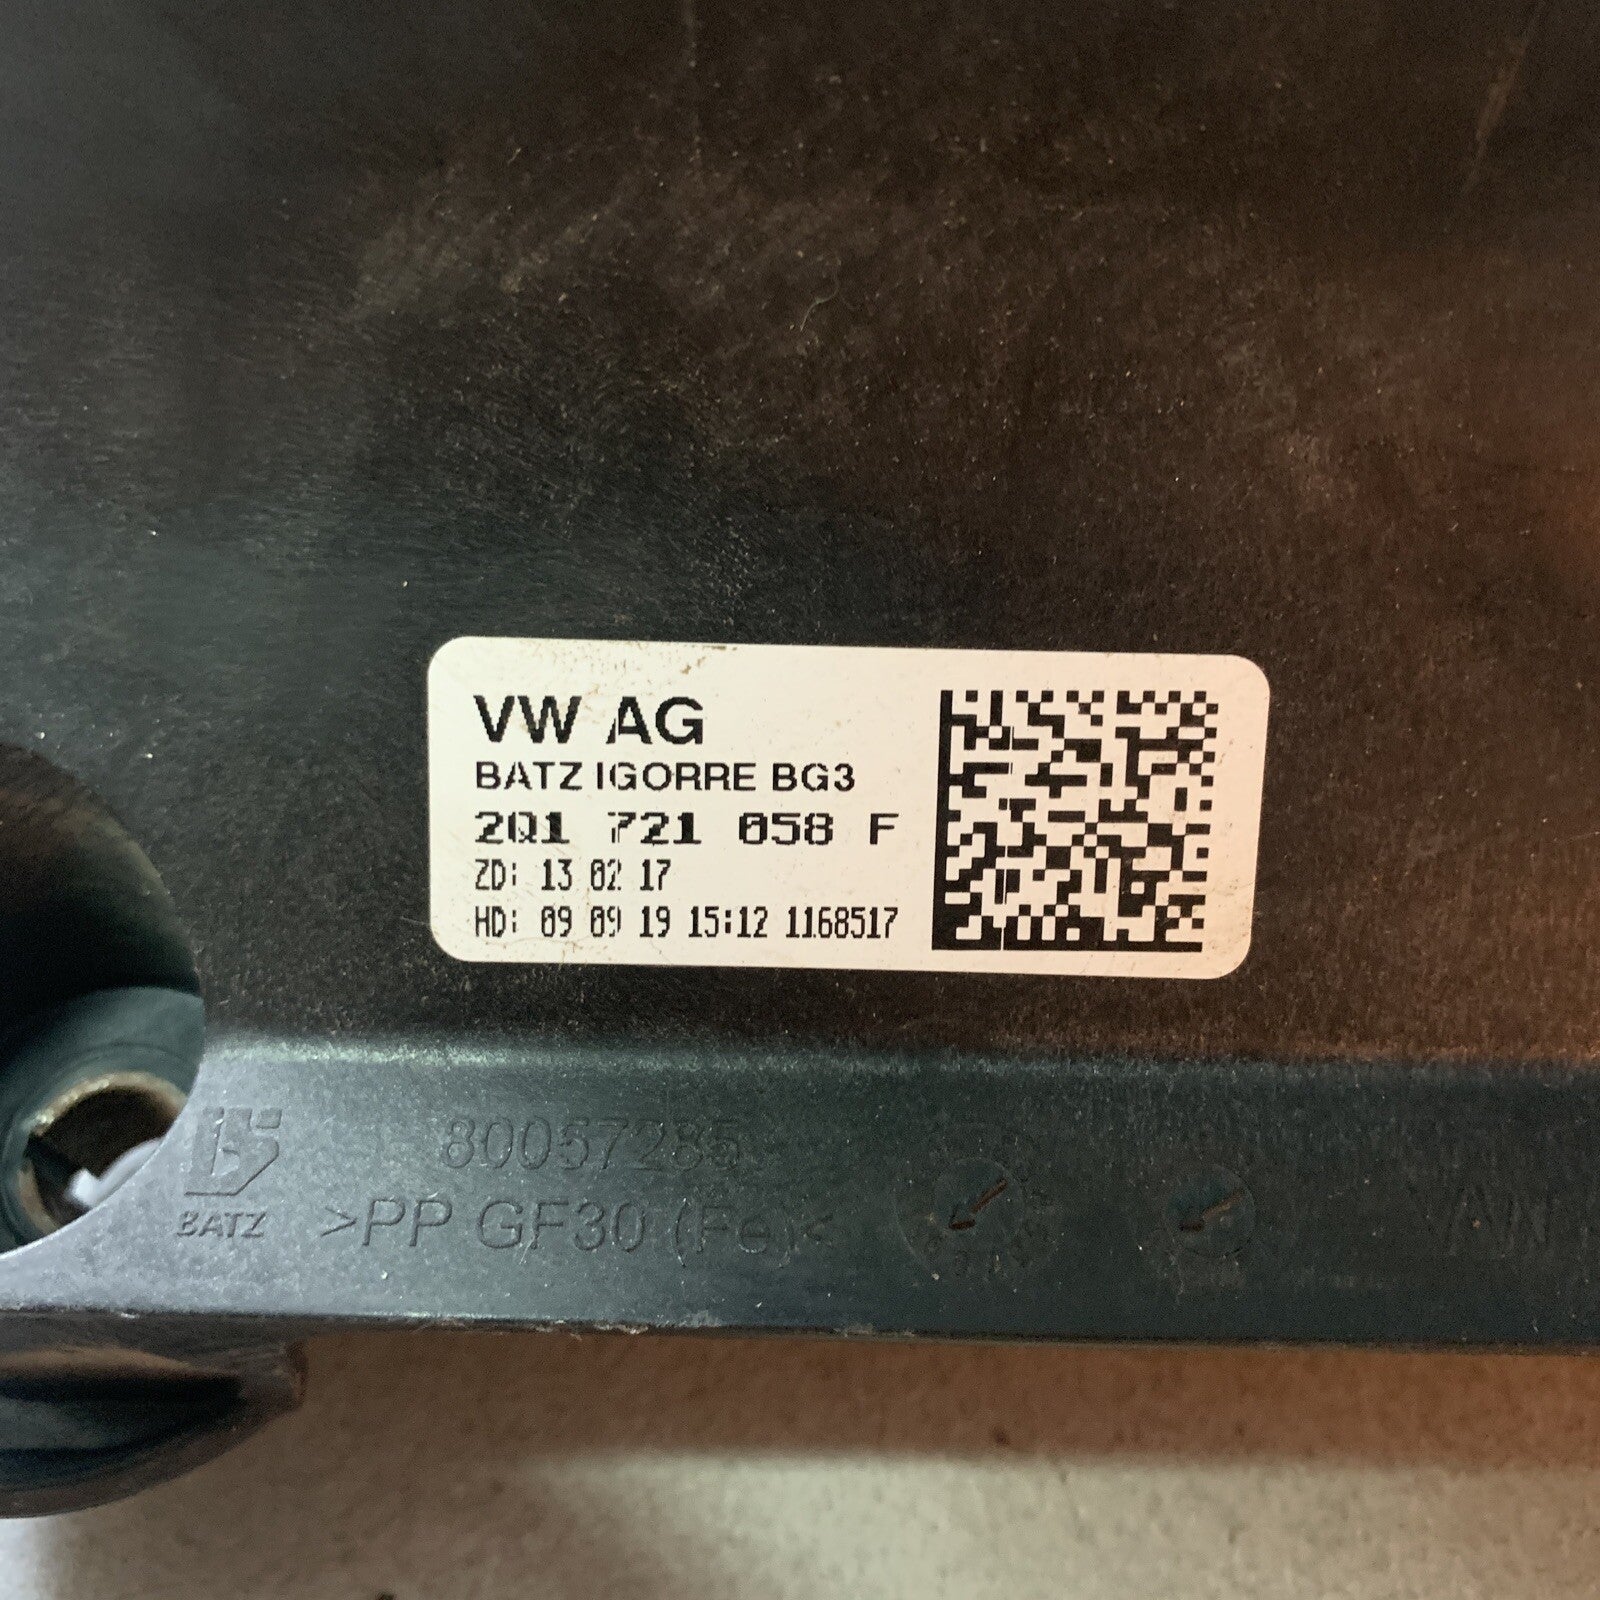 VW AG
BATZ IGORRE BG3
2Q1 721 058 F
ZD: 13 02 17
HD: 09 09 19 15:12 1168517
80057285
BATZ >PP GF30 (Fe)<